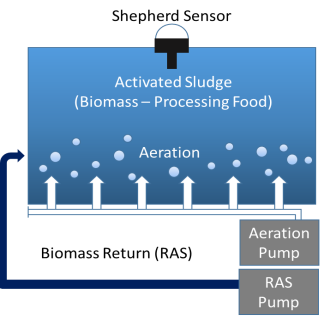 Shepherd Sensor
Activated Sludge
(Biomass – Processing Food)
Aeration
Aeration
Pump
Biomass Return (RAS)
RAS
Pump